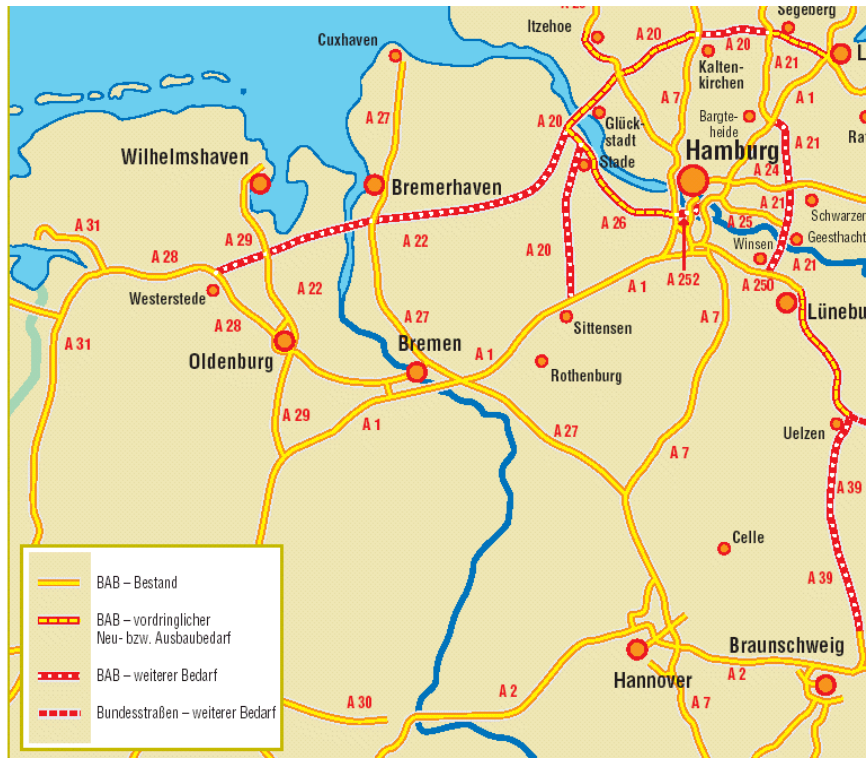 A 23
Itzehoe
Segeberg
Cuxhaven
A 20
A 20
Kalten-
kirchen
A 21
L
A 7
A 1
A 27
A 20
Glück-
stadt
Bargte-
heide
A 21
Ra
Wilhelmshaven
Stade
Hamburg
A 24
Bremerhaven
A 21
Schwarzen
A 31
A 29
A 22
A 26
A 25
Geesthacht
A 28
A 20
Winsen
A 21
Westerstede
A 22
A 1
A 252
A 250
Lünebu
A 28
A 27
A 7
A 31
Sittensen
Oldenburg
Bremen
A 1
Rothenburg
A 29
A 1
A 27
A 7
Uelzen
A 39
Celle
A 39
BAB – Bestand
BAB – vordringlicher
Neu- bzw. Ausbaubedarf
BAB – weiterer Bedarf
Bundesstraßen – weiterer Bedarf
Braunschweig
Hannover
A 2
A 30
A 2
A 7